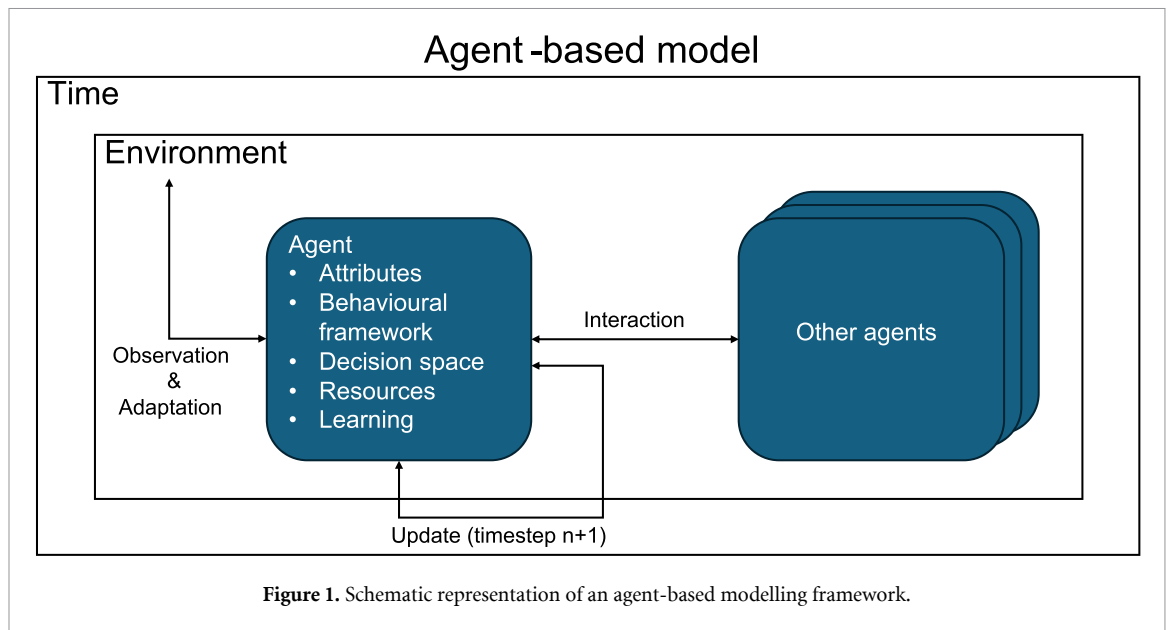 Agent-based model
Time
Environment
Agent
• Attributes
• Behavioural
framework
• Decision space
• Resources
• Learning
Observation
&
Adaptation
Interaction
Other agents
Update (timestep n+1)
Figure 1. Schematic representation of an agent-based modelling framework.